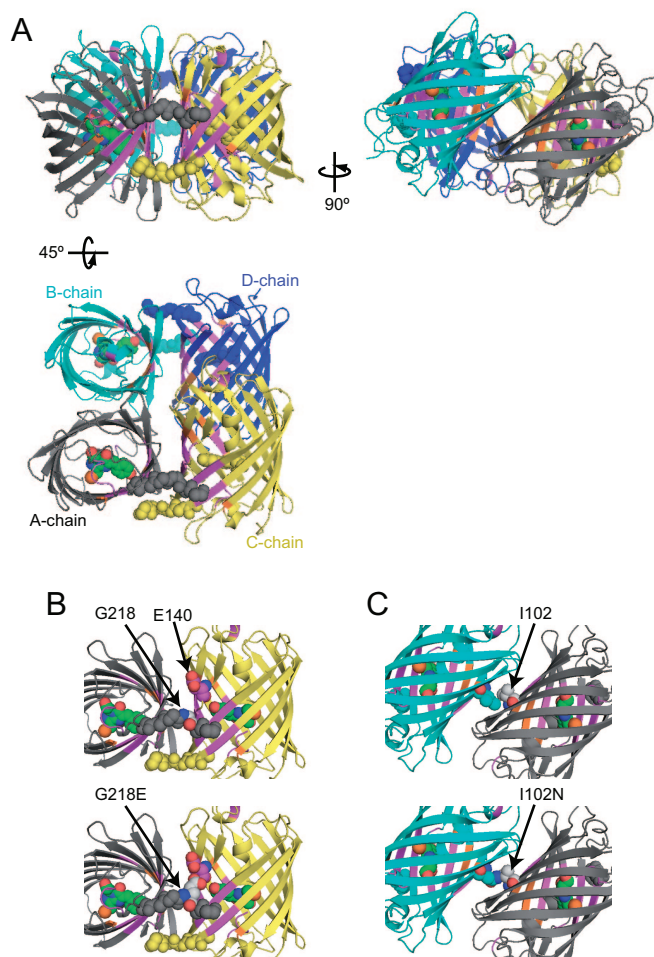 A
90º
45º
B-chain
D-chain
A-chain
C-chain
B
C
G218
E140
I102
G218E
I102N